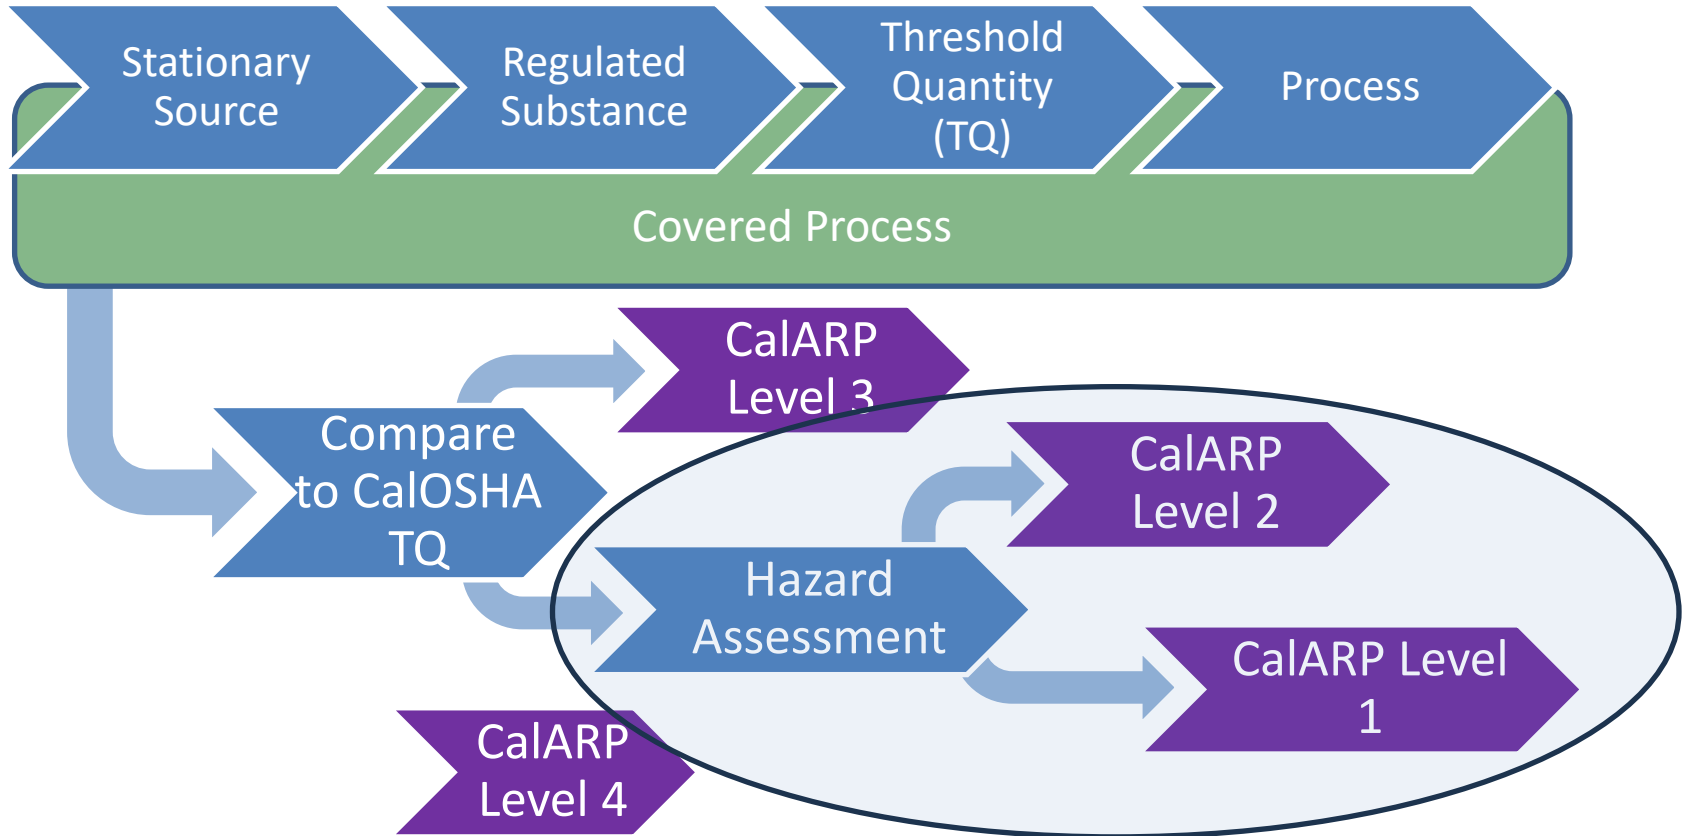 Stationary
Source
Regulated
Substance
Threshold
Quantity
(TQ)
Process
Covered Process
CalARP
Level 3
Compare
to CalOSHA
TQ
CalARP
Level 2
Hazard
Assessment
CalARP Level
1
CalARP
Level 4